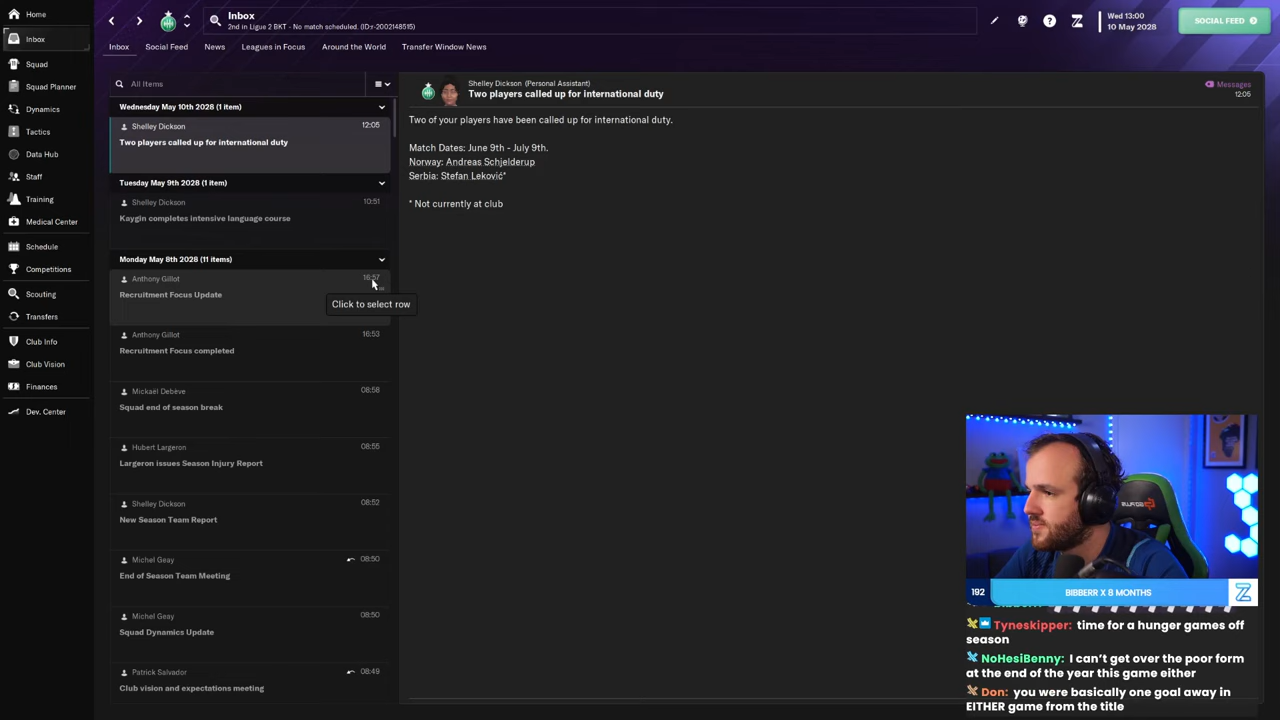 Home
Inbox
Squad
Squad Planner
Dynamics
Tactics
Data Hub
Staff
Training
Medical Center
Schedule
Competitions
Scouting
Transfers
Club Info
Club Vision
Finances
Dev. Center
Inbox
2nd in Ligue 2 BKT - No match scheduled. (ID:r-2002148515)
Wed 13:00
10 May 2028
SOCIAL FEED
Inbox
Social Feed
News
Leagues in Focus
Around the World
Transfer Window News
All Items
Wednesday May 10th 2028 (1 item)
Shelley Dickson
12:05
Two players called up for international duty
Tuesday May 9th 2028 (1 item)
Shelley Dickson
10:51
Kaygin completes intensive language course
Monday May 8th 2028 (11 items)
Anthony Gillot
16:57
Recruitment Focus Update
Click to select row
Anthony Gillot
16:53
Recruitment Focus completed
Mickaël Debève
08:58
Squad end of season break
Hubert Largeron
08:55
Largeron issues Season Injury Report
Shelley Dickson
08:52
New Season Team Report
Michel Geay
08:50
End of Season Team Meeting
Michel Geay
08:50
Squad Dynamics Update
Patrick Salvador
08:49
Club vision and expectations meeting
Shelley Dickson (Personal Assistant)
Two players called up for international duty
Messages
12:05
Two of your players have been called up for international duty.
Match Dates: June 9th - July 9th.
Norway: Andreas Schjelderup
Serbia: Stefan Leković*
* Not currently at club
192
BIBBERR X 8 MONTHS
Tyneskipper: time for a hunger games off
season
NoHesiBenny: I can't get over the poor form
at the end of the year this game either
Don: you were basically one goal away in
EITHER game from the title